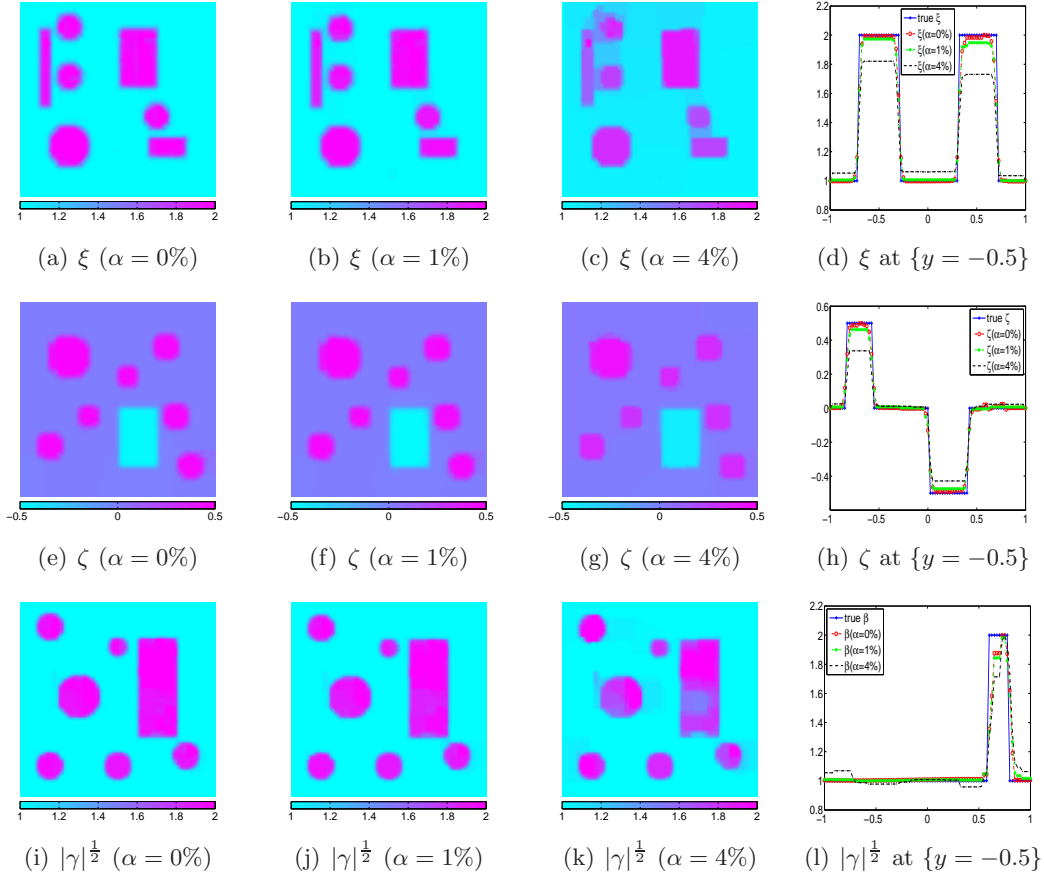 2.2
2
1.8
1.6
1.4
1.2
1
0.8
true ξ
ξ(α=0%)
ξ(α=1%)
ξ(α=4%)
1 1.2 1.4 1.6 1.8 2
1 1.2 1.4 1.6 1.8 2
1 1.2 1.4 1.6 1.8 2
-1 -0.5 0 0.5 1
(a) ξ (α = 0%)
(b) ξ (α = 1%)
(c) ξ (α = 4%)
(d) ξ at {y = −0.5}
0.6
0.4
0.2
0
−0.2
−0.4
true ζ
ζ(α=0%)
ζ(α=1%)
ζ(α=4%)
−0.5 0 0.5
−0.5 0 0.5
−0.5 0 0.5
−1 −0.5 0 0.5 1
(e) ζ (α = 0%)
(f) ζ (α = 1%)
(g) ζ (α = 4%)
(h) ζ at {y = −0.5}
2.2
2
1.8
1.6
1.4
1.2
1
0.8
true β
β(α=0%)
β(α=1%)
β(α=4%)
1 1.2 1.4 1.6 1.8 2
1 1.2 1.4 1.6 1.8 2
1 1.2 1.4 1.6 1.8 2
−1 −0.5 0 0.5 1
(i) |γ|^{1/2} (α = 0%)
(j) |γ|^{1/2} (α = 1%)
(k) |γ|^{1/2} (α = 4%)
(l) |γ|^{1/2} at {y = −0.5}